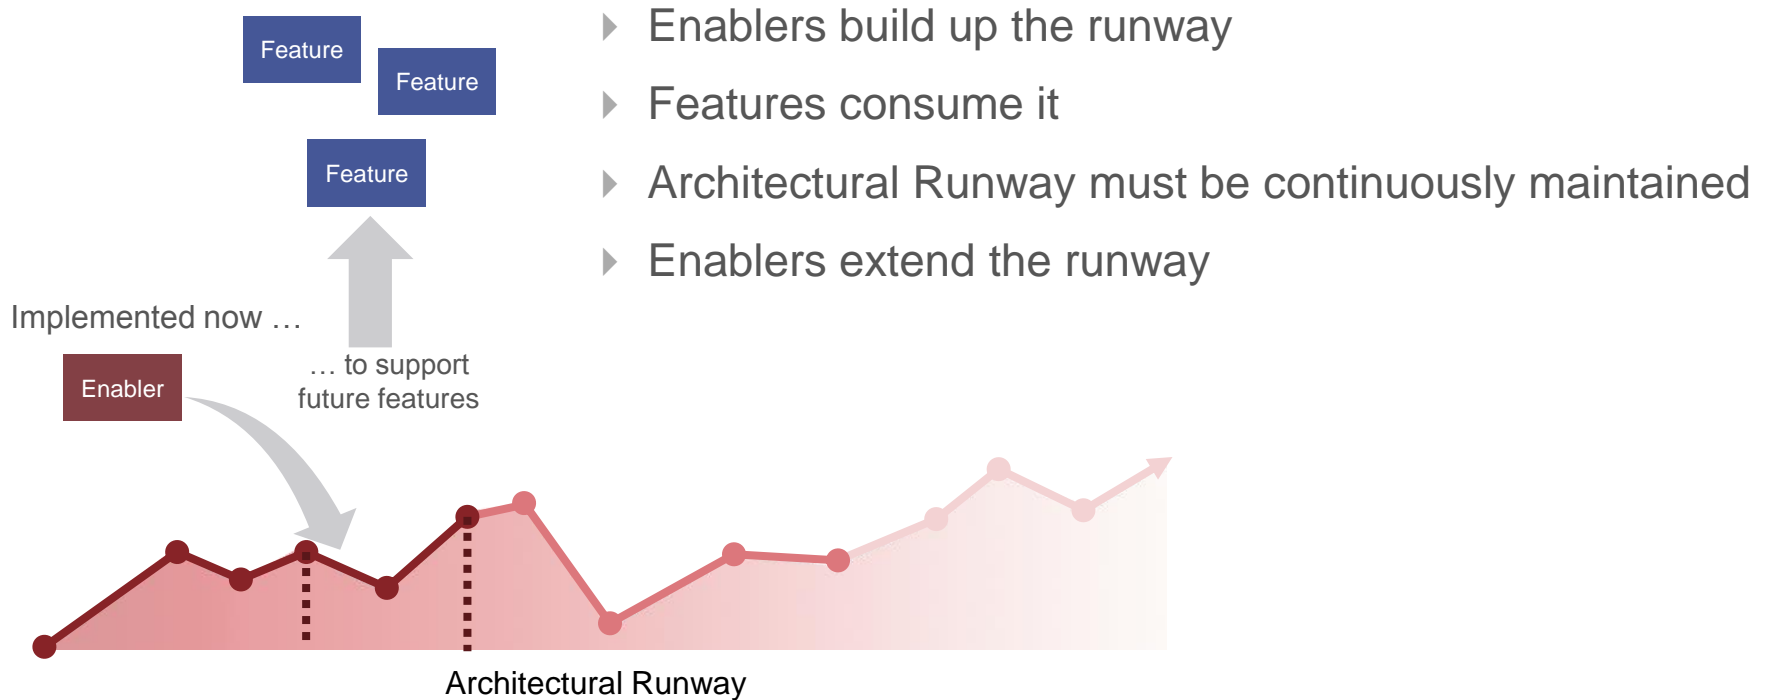 Feature
Feature
Feature
Enablers build up the runway
Features consume it
Architectural Runway must be continuously maintained
Enablers extend the runway
Implemented now …
Enabler
… to support
future features
Architectural Runway